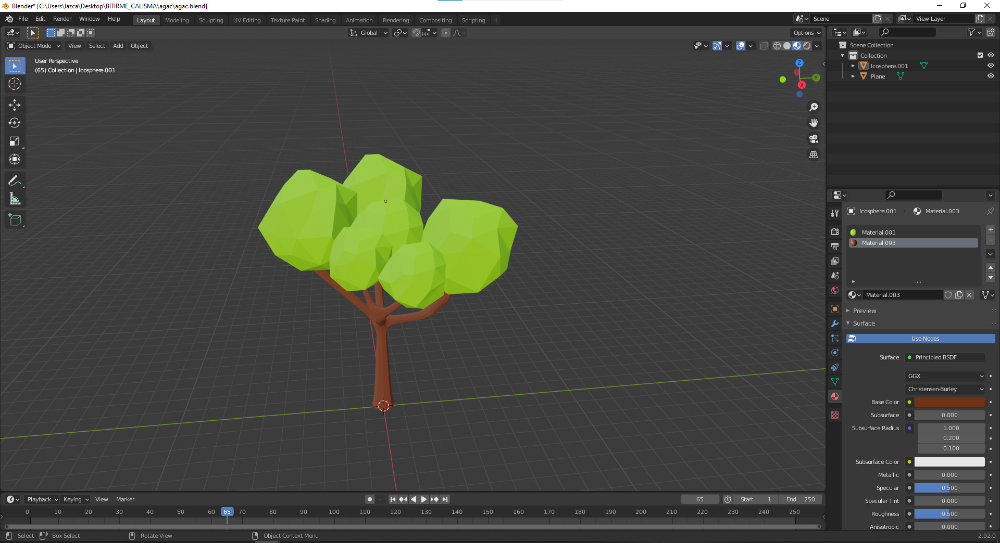 Blender* [C:\Users\lazca\Desktop\BITIRME_CALISMA\agac\agac.blend]
File Edit Render Window Help
Layout Modeling Sculpting UV Editing Texture Paint Shading Animation Rendering Compositing Scripting +
Scene
View Layer
Global
Options
Object Mode View Select Add Object
User Perspective
(65) Collection | Icosphere.001
Z
Y
X
Scene Collection
Collection
Icosphere.001
Plane
Icosphere.001 Material.003
Material.001
Material.003
Material.003
Preview
Surface
Use Nodes
Surface Principled BSDF
GGX
Christensen-Burley
Base Color
Subsurface 0.000
Subsurface Radius 1.000
0.200
0.100
Subsurface Color
Metallic 0.000
Specular 0.500
Specular Tint 0.000
Roughness 0.500
Anisotropic 0.000
Playback Keying View Marker
65 Start 1 End 250
0 10 20 30 40 50 60 65 70 80 90 100 110 120 130 140 150 160 170 180 190 200 210 220 230 240 250
Select Box Select Rotate View Object Context Menu
2.92.0